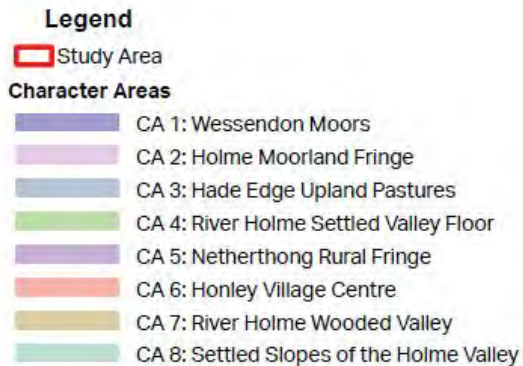 Legend
Study Area
Character Areas
CA 1: Wessendon Moors
CA 2: Holme Moorland Fringe
CA 3: Hade Edge Upland Pastures
CA 4: River Holme Settled Valley Floor
CA 5: Netherthong Rural Fringe
CA 6: Honley Village Centre
CA 7: River Holme Wooded Valley
CA 8: Settled Slopes of the Holme Valley